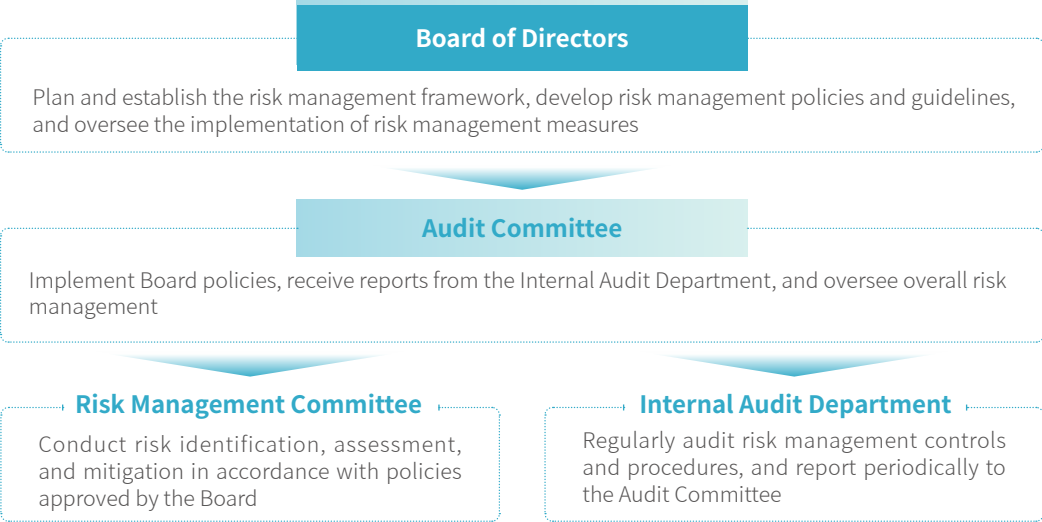 Board of Directors
Plan and establish the risk management framework, develop risk management policies and guidelines,
and oversee the implementation of risk management measures
Audit Committee
Implement Board policies, receive reports from the Internal Audit Department, and oversee overall risk
management
Risk Management Committee
Conduct risk identification, assessment,
and mitigation in accordance with policies
approved by the Board
Internal Audit Department
Regularly audit risk management controls
and procedures, and report periodically to
the Audit Committee